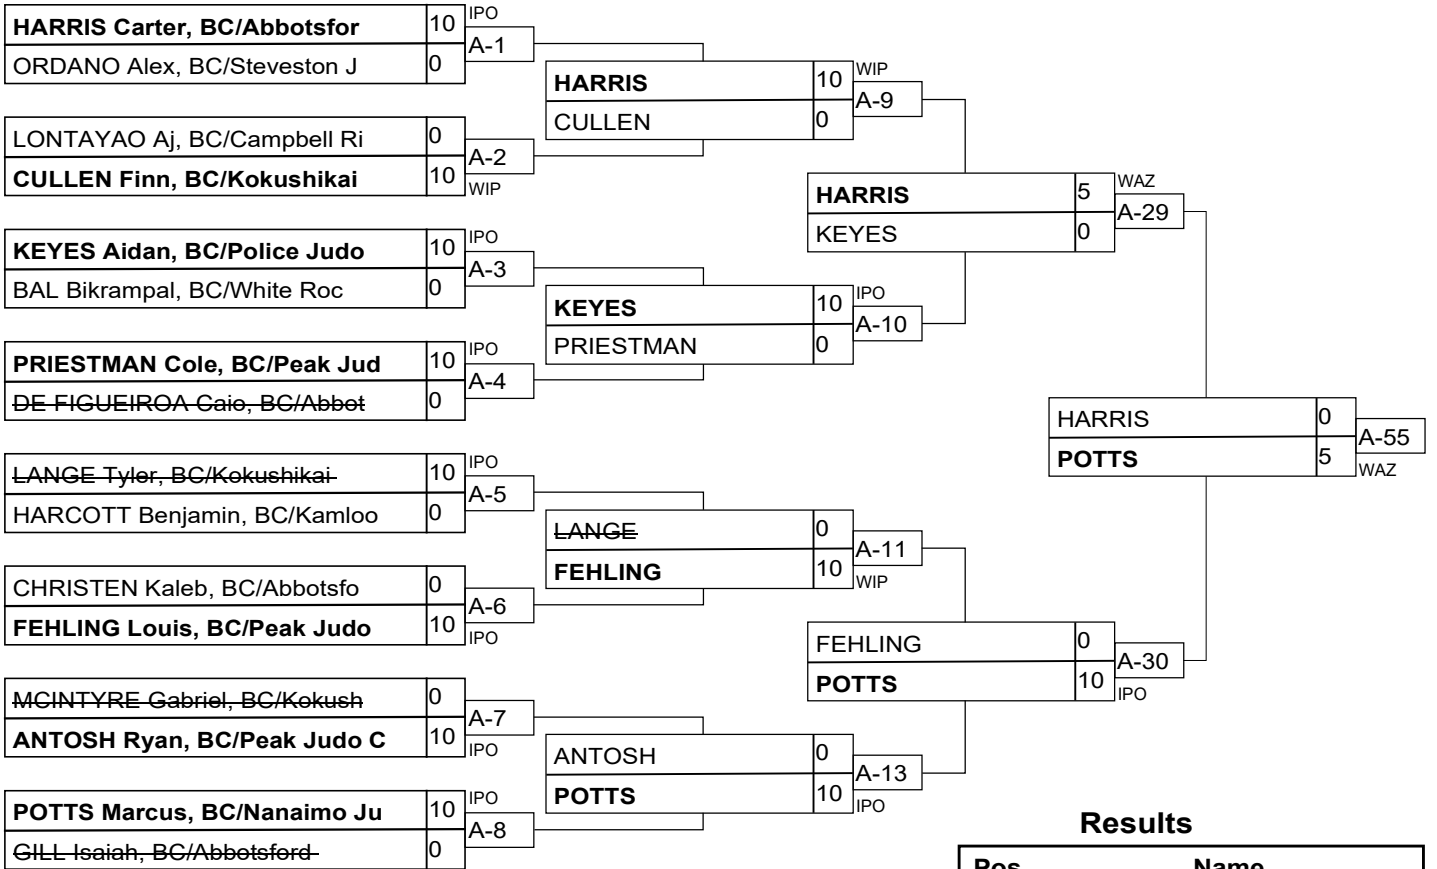 HARRIS Carter, BC/Abbotsfor 10 IPO
A-1
ORDANO Alex, BC/Steveston J 0
LONTAYAO Aj, BC/Campbell Ri 0
A-2
CULLEN Finn, BC/Kokushikai 10 WIP
KEYES Aidan, BC/Police Judo 10 IPO
A-3
BAL Bikrampal, BC/White Roc 0
PRIESTMAN Cole, BC/Peak Jud 10 IPO
A-4
DE FIGUEIROA Caio, BC/Abbot 0
LANGE Tyler, BC/Kokushikai 10 IPO
A-5
HARCOTT Benjamin, BC/Kamloo 0
CHRISTEN Kaleb, BC/Abbotsfo 0
A-6
FEHLING Louis, BC/Peak Judo 10 IPO
MCINTYRE Gabriel, BC/Kokush 0
A-7
ANTOSH Ryan, BC/Peak Judo C 10 IPO
POTTS Marcus, BC/Nanaimo Ju 10 IPO
A-8
GILL Isaiah, BC/Abbotsford 0
HARRIS 10 WIP
A-9
CULLEN 0
KEYES 10 IPO
A-10
PRIESTMAN 0
LANGE 0
A-11
FEHLING 10 WIP
ANTOSH 0
A-13
POTTS 10 IPO
HARRIS 5 WAZ
A-29
KEYES 0
FEHLING 0
A-30
POTTS 10 IPO
HARRIS 0
A-55
POTTS 5 WAZ
Results
Pos Name